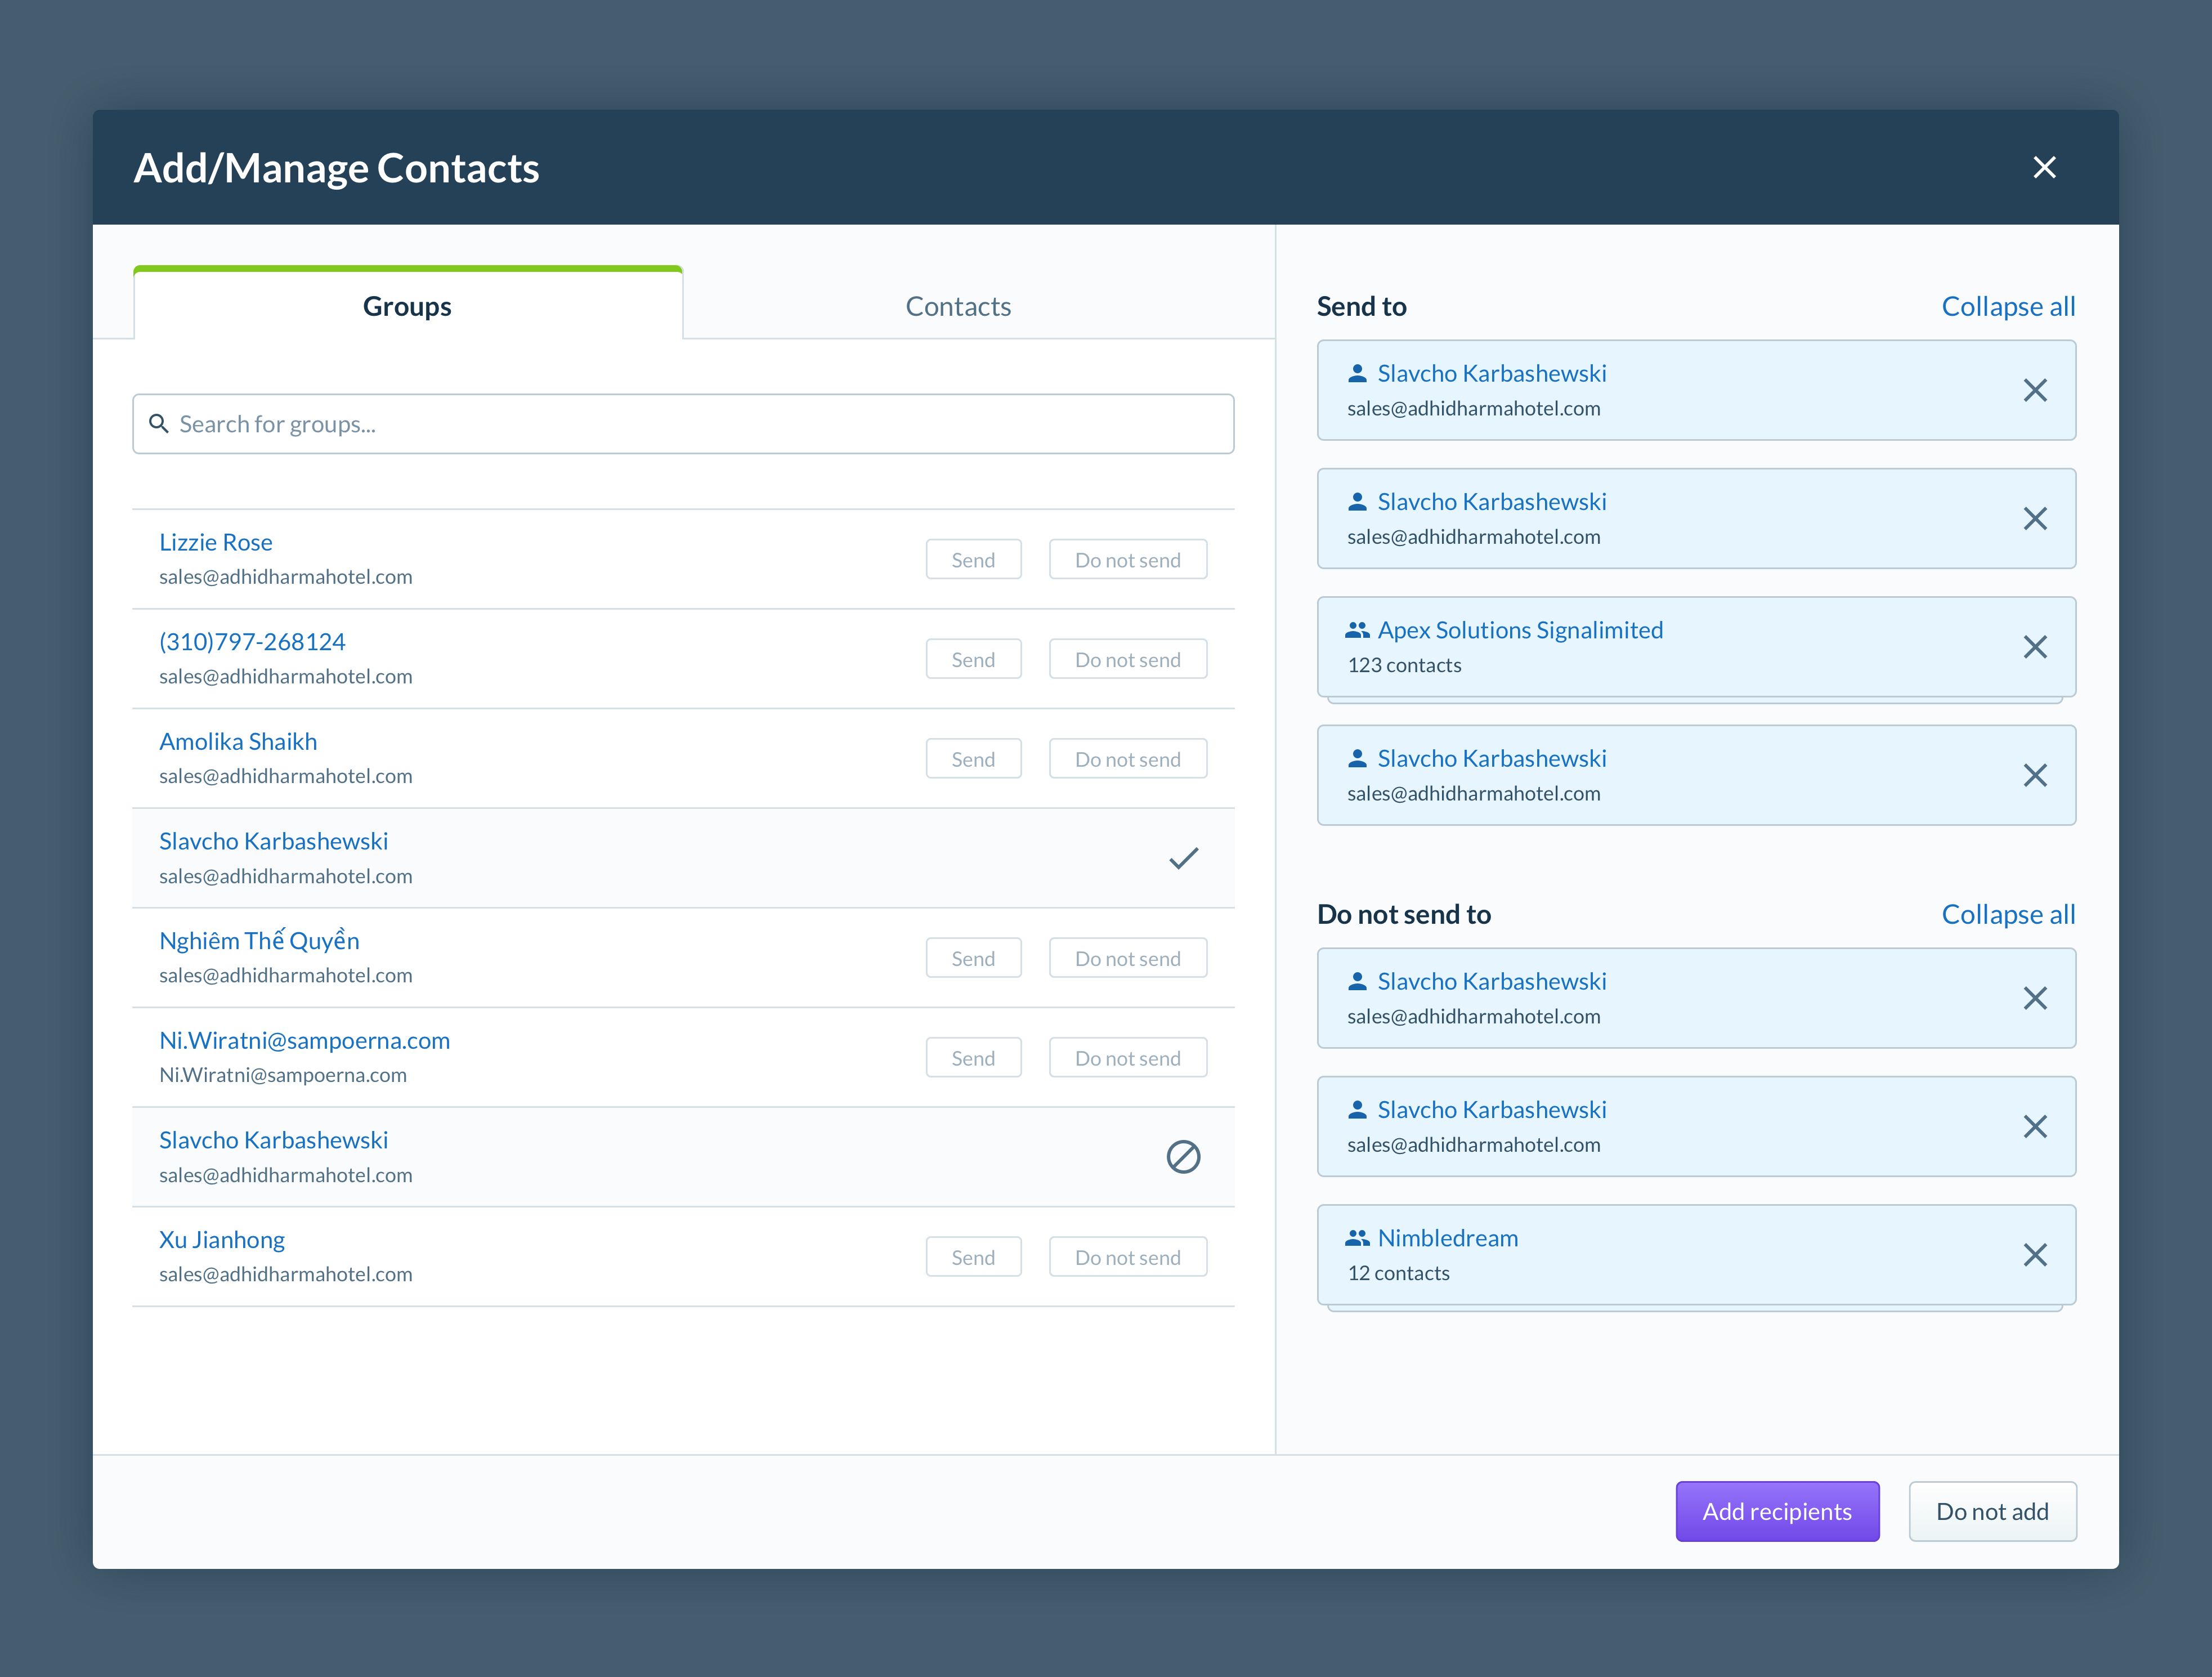 Add/Manage Contacts
Groups
Contacts
Search for groups...
Lizzie Rose
sales@adhidharmahotel.com
Send
Do not send
(310)797-268124
sales@adhidharmahotel.com
Send
Do not send
Amolika Shaikh
sales@adhidharmahotel.com
Send
Do not send
Slavcho Karbashewski
sales@adhidharmahotel.com
Nghiêm Thế Quyền
sales@adhidharmahotel.com
Send
Do not send
Ni.Wiratni@sampoerna.com
Ni.Wiratni@sampoerna.com
Send
Do not send
Slavcho Karbashewski
sales@adhidharmahotel.com
Xu Jianhong
sales@adhidharmahotel.com
Send
Do not send
Send to
Collapse all
Slavcho Karbashewski
sales@adhidharmahotel.com
Slavcho Karbashewski
sales@adhidharmahotel.com
Apex Solutions Signalimited
123 contacts
Slavcho Karbashewski
sales@adhidharmahotel.com
Do not send to
Collapse all
Slavcho Karbashewski
sales@adhidharmahotel.com
Slavcho Karbashewski
sales@adhidharmahotel.com
Nimbledream
12 contacts
Add recipients
Do not add